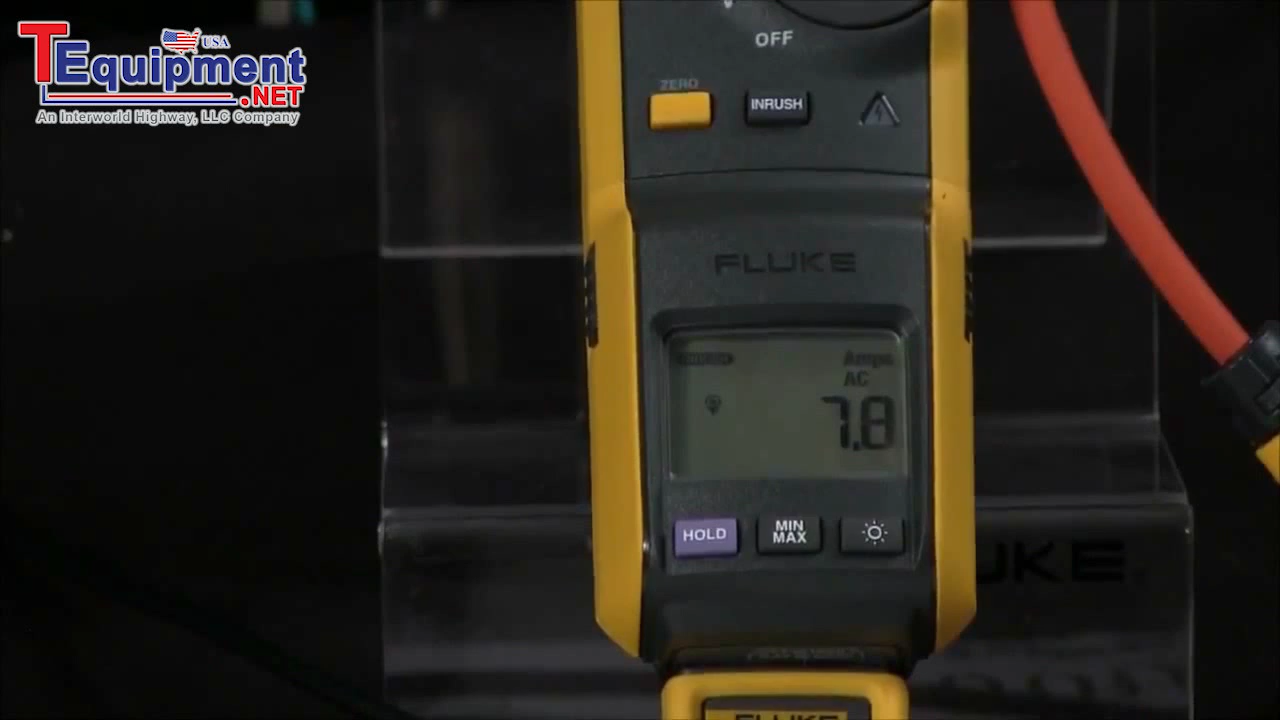 TEquipment
USA
.NET
An Interworld Highway, LLC Company
OFF
ZERO
INRUSH
FLUKE
Amps
AC
7.8
HOLD
MIN
MAX
UKE
FLUKE